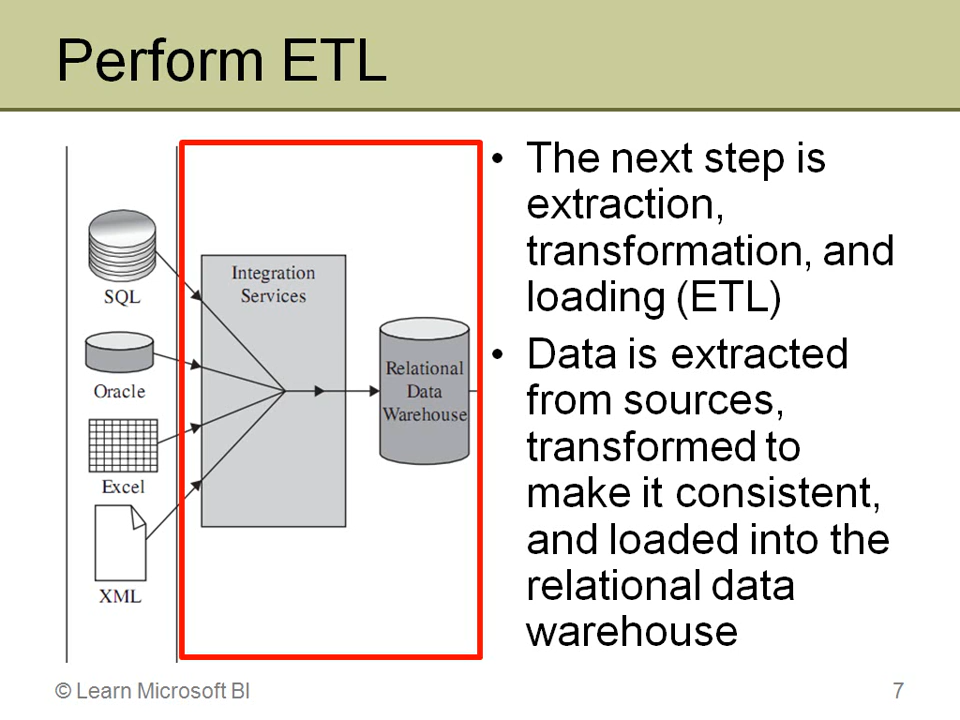 Perform ETL
SQL
Oracle
Excel
XML
Integration
Services
Relational
Data
Warehouse
• The next step is
extraction,
transformation, and
loading (ETL)
• Data is extracted
from sources,
transformed to
make it consistent,
and loaded into the
relational data
warehouse
© Learn Microsoft BI
7